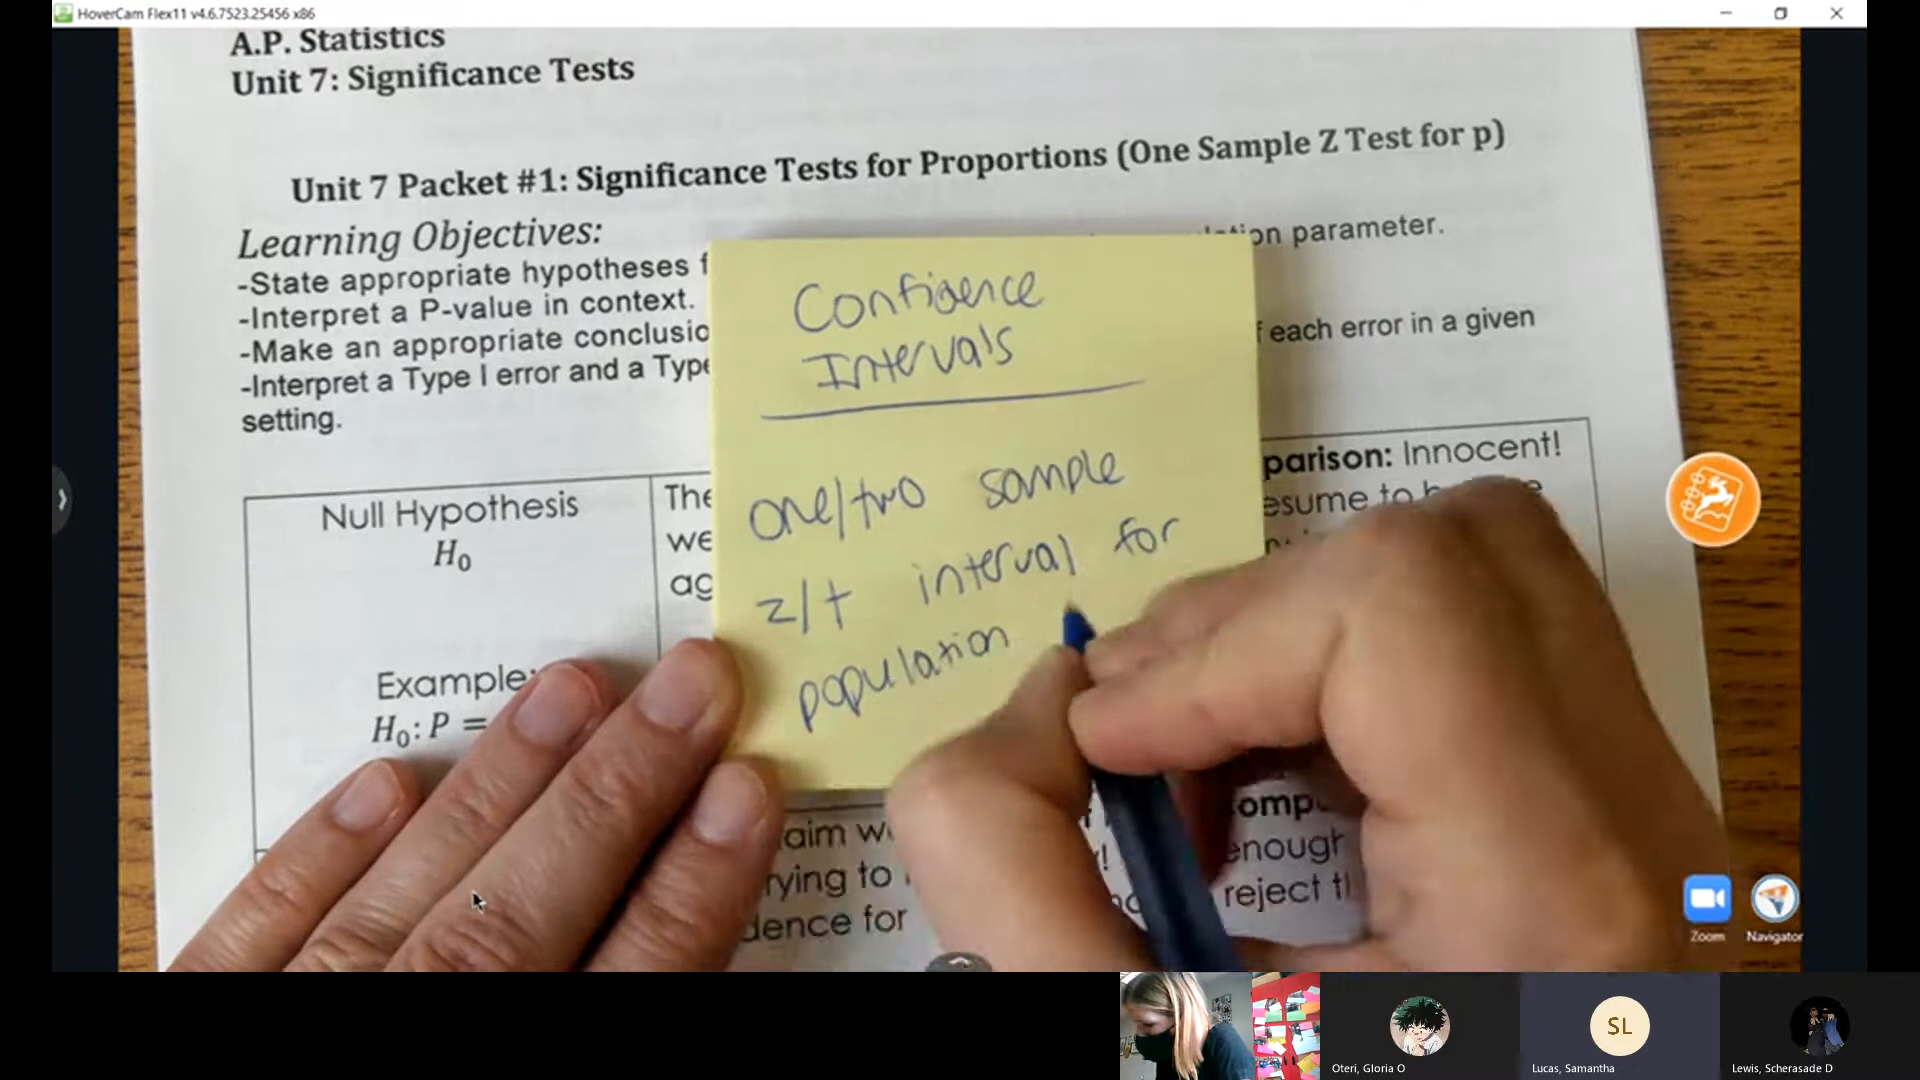 HoverCam Flex11 v4.6.7523.25456 x86
A.P. Statistics
Unit 7: Significance Tests
Unit 7 Packet #1: Significance Tests for Proportions (One Sample Z Test for p)
Learning Objectives:
-State appropriate hypotheses f
on parameter.
-Interpret a P-value in context.
-Make an appropriate conclusio
f each error in a given
-Interpret a Type I error and a Type
setting.
Confidence
Intervals
one/two sample
z/t interval for
population
Null Hypothesis
H₀
Example:
H₀: P =
The
we
ag
parison: Innocent!
esume to b
aim w
rying to
dence for
omp
enough
reject t
Zoom
Navigator
SL
Oteri, Gloria O
Lucas, Samantha
Lewis, Scherasade D